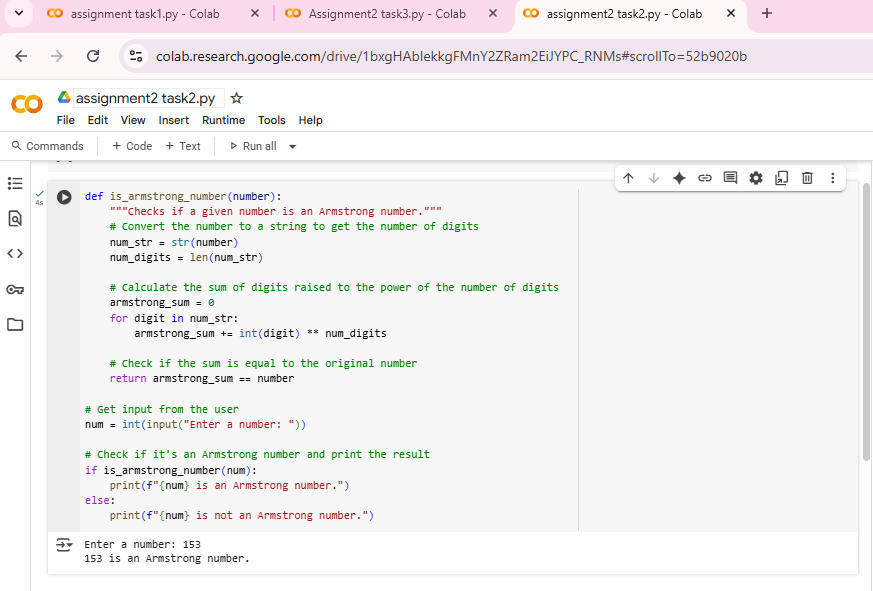 assignment task1.py - Colab
Assignment2 task3.py - Colab
assignment2 task2.py - Colab
colab.research.google.com/drive/1bxgHAblekkgFMnY2ZRam2EiJYPC_RNMs#scrollTo=52b9020b
assignment2 task2.py
File Edit View Insert Runtime Tools Help
Commands + Code + Text Run all
4s
def is_armstrong_number(number):
    """Checks if a given number is an Armstrong number."""
    # Convert the number to a string to get the number of digits
    num_str = str(number)
    num_digits = len(num_str)
    # Calculate the sum of digits raised to the power of the number of digits
    armstrong_sum = 0
    for digit in num_str:
        armstrong_sum += int(digit) ** num_digits
    # Check if the sum is equal to the original number
    return armstrong_sum == number
# Get input from the user
num = int(input("Enter a number: "))
# Check if it's an Armstrong number and print the result
if is_armstrong_number(num):
    print(f"{num} is an Armstrong number.")
else:
    print(f"{num} is not an Armstrong number.")
Enter a number: 153
153 is an Armstrong number.